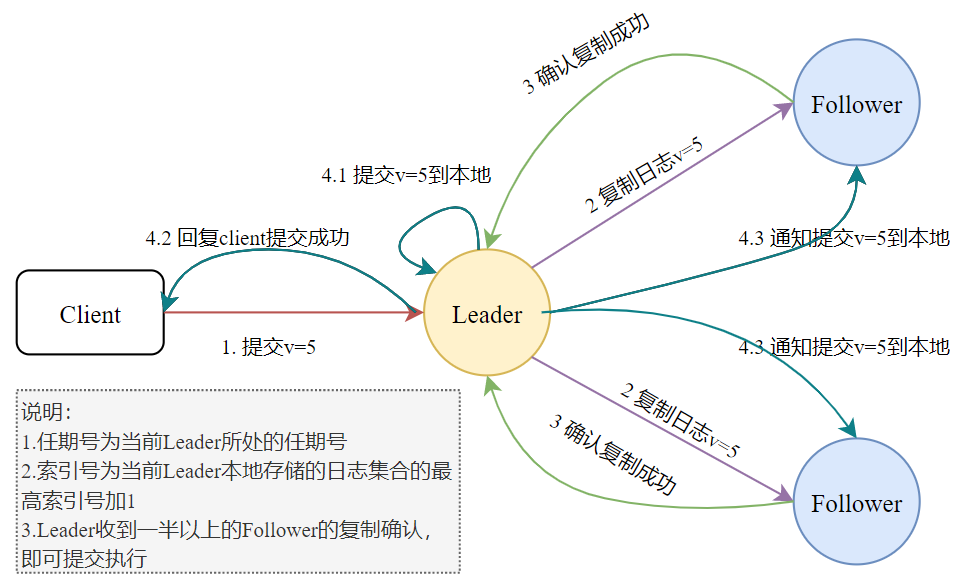 3 确认复制成功
Follower
2 复制日志v=5
4.1 提交v=5到本地
4.2 回复client提交成功
4.3 通知提交v=5到本地
Client
Leader
1. 提交v=5
4.3 通知提交v=5到本地
2 复制日志v=5
3 确认复制成功
Follower
说明：
1.任期号为当前Leader所处的任期号
2.索引号为当前Leader本地存储的日志集合的最
高索引号加1
3.Leader收到一半以上的Follower的复制确认，
即可提交执行